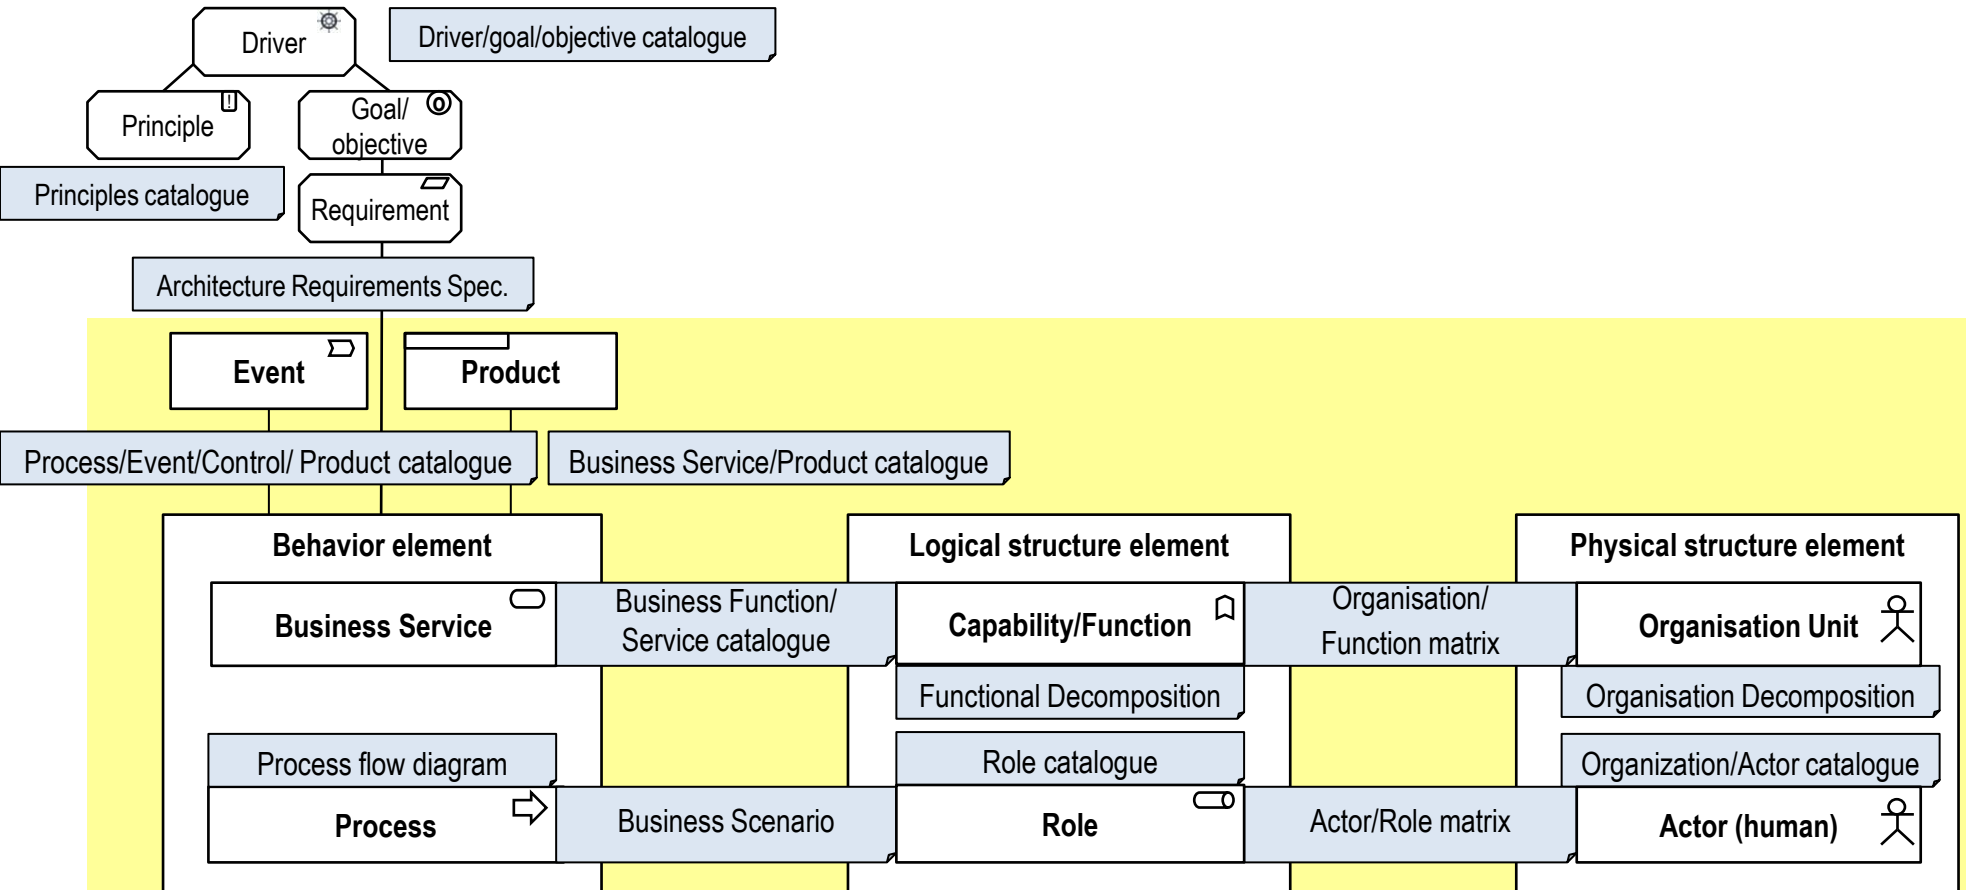 Driver
Driver/goal/objective catalogue
Principle
Goal/
objective
Principles catalogue
Requirement
Architecture Requirements Spec.
Event
Product
Process/Event/Control/ Product catalogue
Business Service/Product catalogue
Behavior element
Logical structure element
Physical structure element
Business Service
Business Function/
Service catalogue
Capability/Function
Organisation/
Function matrix
Organisation Unit
Functional Decomposition
Organisation Decomposition
Process flow diagram
Role catalogue
Organization/Actor catalogue
Process
Business Scenario
Role
Actor/Role matrix
Actor (human)